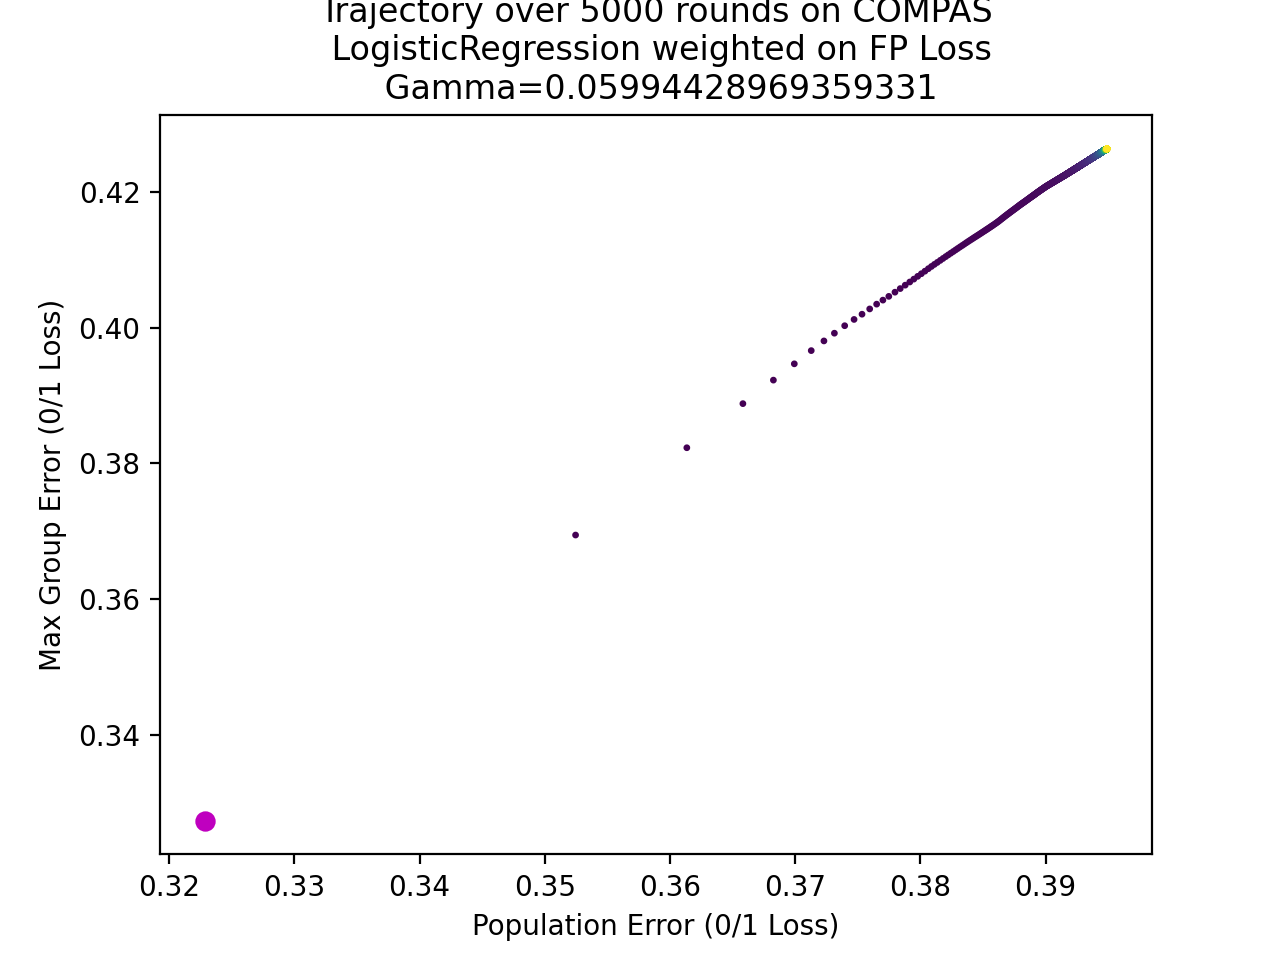 Trajectory over 5000 rounds on COMPAS
LogisticRegression weighted on FP Loss
Gamma=0.05994428969359331
Max Group Error (0/1 Loss)
0.42
0.40
0.38
0.36
0.34
0.32 0.33 0.34 0.35 0.36 0.37 0.38 0.39
Population Error (0/1 Loss)